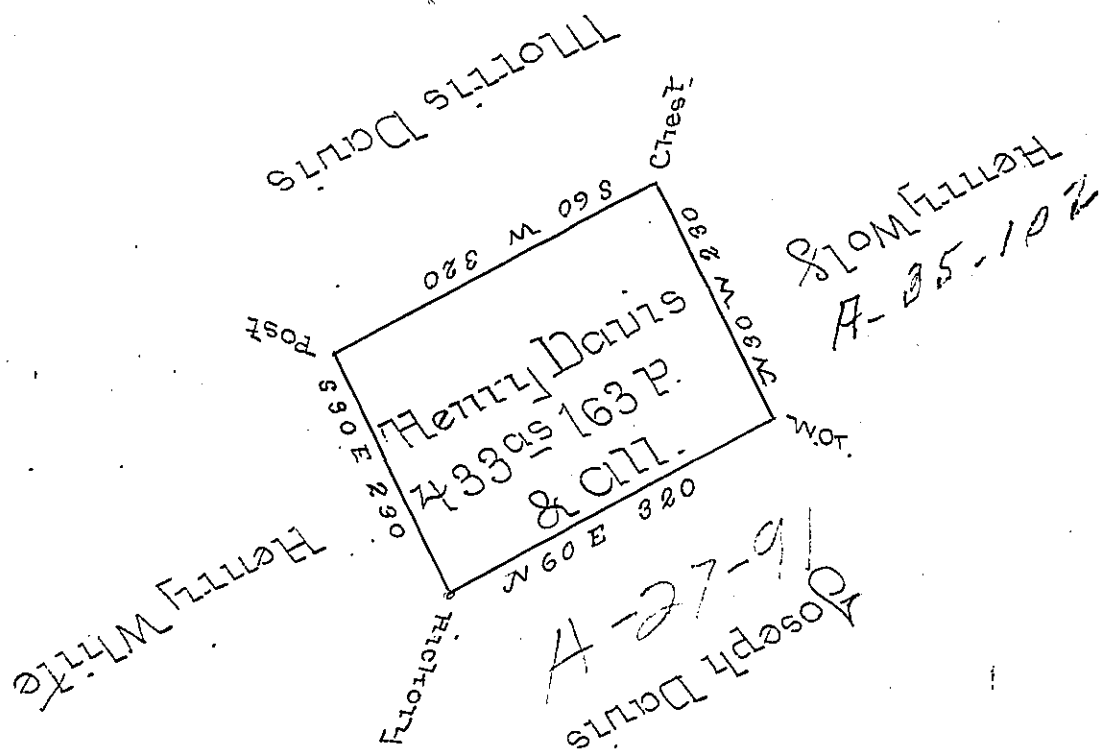 Morris Davis
Chest.
S 60 W 320
Post
Henry Wolf
A-35-102
N 30 W 230
Henry Davis
433 as 163 P.
& all.
S 30 E 230
W.O.
N 60 E 320
Henry White
Hickory
A-27-91
Joseph Davis